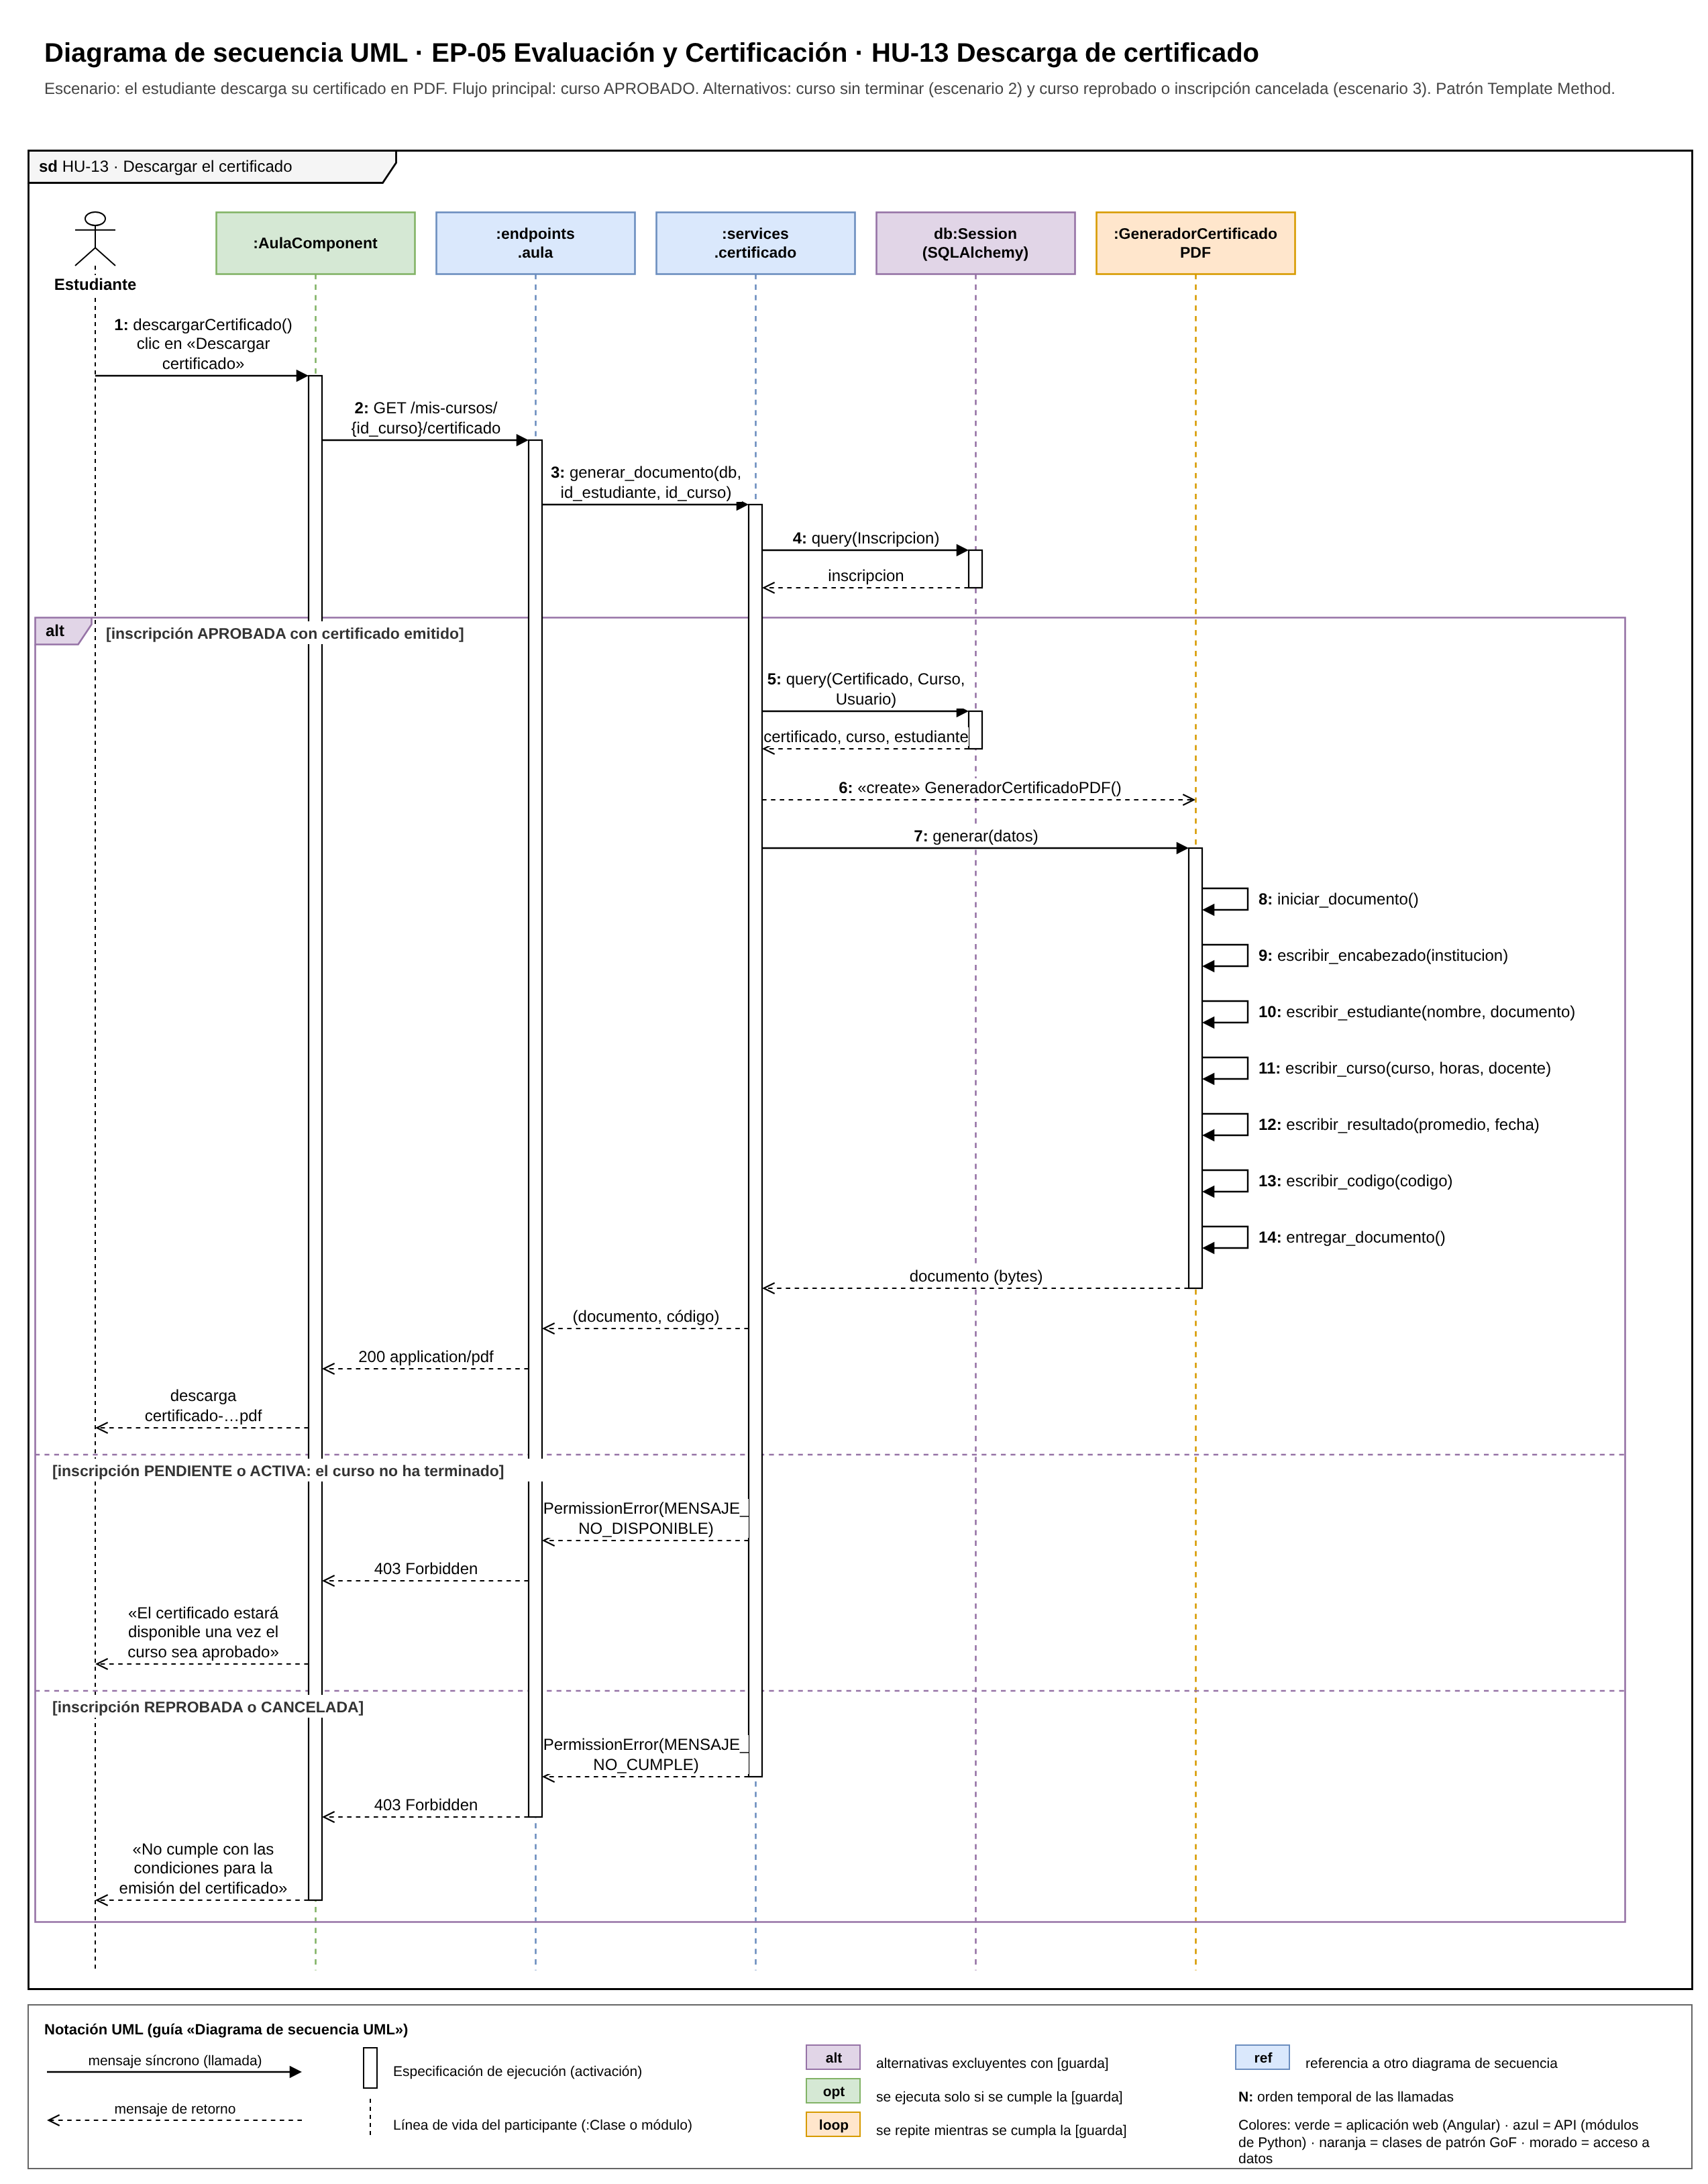 Diagrama de secuencia UML · EP-05 Evaluación y Certificación · HU-13 Descarga de certificado
Escenario: el estudiante descarga su certificado en PDF. Flujo principal: curso APROBADO. Alternativos: curso sin terminar (escenario 2) y curso reprobado o inscripción cancelada (escenario 3). Patrón Template Method.
sd HU-13 · Descargar el certificado
Estudiante
:AulaComponent
:endpoints
.aula
:services
.certificado
db:Session
(SQLAlchemy)
:GeneradorCertificado
PDF
1: descargarCertificado()
clic en «Descargar
certificado»
2: GET /mis-cursos/
{id_curso}/certificado
3: generar_documento(db,
id_estudiante, id_curso)
4: query(Inscripcion)
inscripcion
alt
[inscripción APROBADA con certificado emitido]
5: query(Certificado, Curso,
Usuario)
certificado, curso, estudiante
6: «create» GeneradorCertificadoPDF()
7: generar(datos)
8: iniciar_documento()
9: escribir_encabezado(institucion)
10: escribir_estudiante(nombre, documento)
11: escribir_curso(curso, horas, docente)
12: escribir_resultado(promedio, fecha)
13: escribir_codigo(codigo)
14: entregar_documento()
documento (bytes)
(documento, código)
200 application/pdf
descarga
certificado-…pdf
[inscripción PENDIENTE o ACTIVA: el curso no ha terminado]
PermissionError(MENSAJE_
NO_DISPONIBLE)
403 Forbidden
«El certificado estará
disponible una vez el
curso sea aprobado»
[inscripción REPROBADA o CANCELADA]
PermissionError(MENSAJE_
NO_CUMPLE)
403 Forbidden
«No cumple con las
condiciones para la
emisión del certificado»
Notación UML (guía «Diagrama de secuencia UML»)
mensaje síncrono (llamada)
mensaje de retorno
Especificación de ejecución (activación)
Línea de vida del participante (:Clase o módulo)
alt
alternativas excluyentes con [guarda]
opt
se ejecuta solo si se cumple la [guarda]
loop
se repite mientras se cumpla la [guarda]
ref
referencia a otro diagrama de secuencia
N: orden temporal de las llamadas
Colores: verde = aplicación web (Angular) · azul = API (módulos
de Python) · naranja = clases de patrón GoF · morado = acceso a
datos